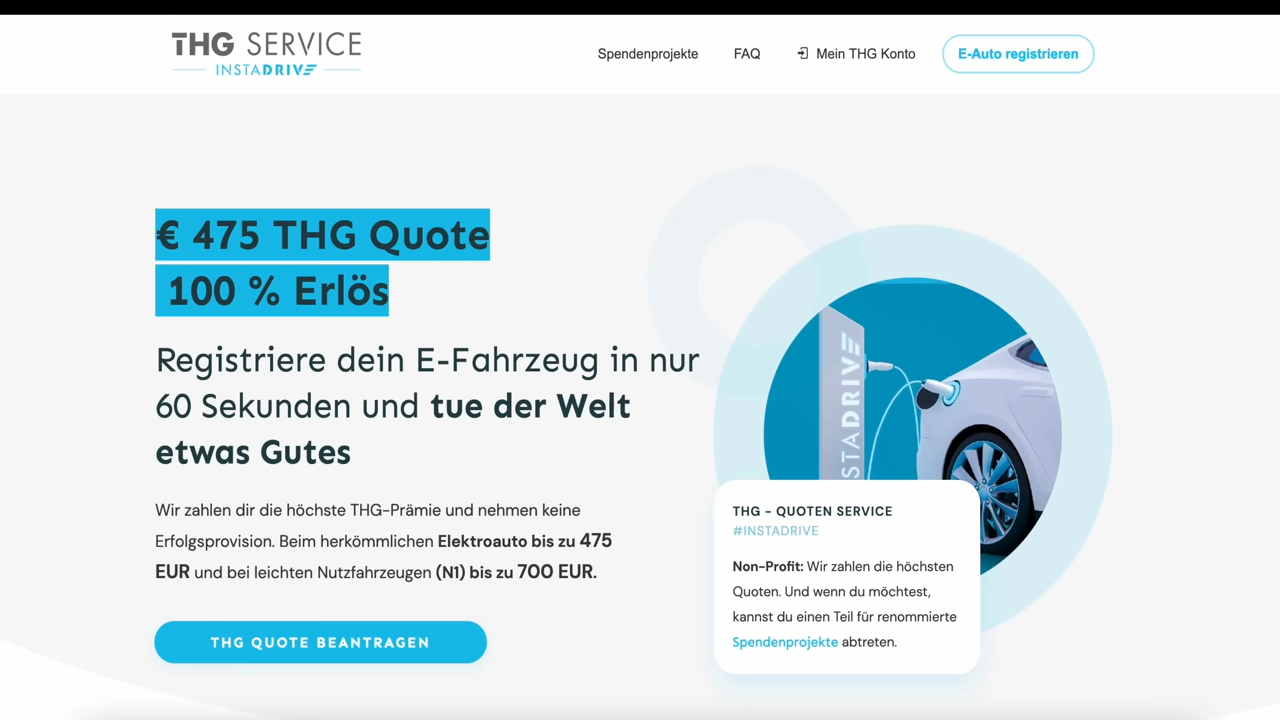 THG SERVICE
INSTADRIVE
Spendenprojekte
FAQ
Mein THG Konto
E-Auto registrieren
€ 475 THG Quote
100 % Erlös
Registriere dein E-Fahrzeug in nur
60 Sekunden und tue der Welt
etwas Gutes
Wir zahlen dir die höchste THG-Prämie und nehmen keine
Erfolgsprovision. Beim herkömmlichen Elektroauto bis zu 475
EUR und bei leichten Nutzfahrzeugen (N1) bis zu 700 EUR.
THG QUOTE BEANTRAGEN
STADRIVE
THG - QUOTEN SERVICE
#INSTADRIVE
Non-Profit: Wir zahlen die höchsten
Quoten. Und wenn du möchtest,
kannst du einen Teil für renommierte
Spendenprojekte abtreten.